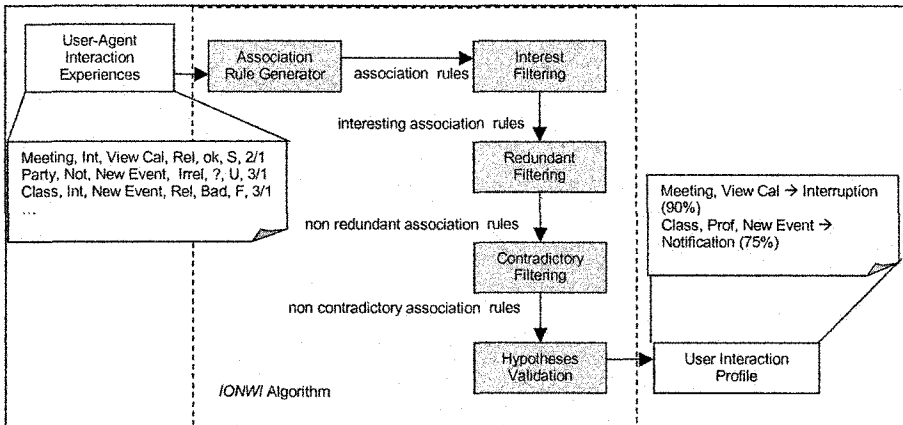 User-Agent
Interaction
Experiences
Association
Rule Generator
association rules
Interest
Filtering
interesting association rules
Meeting, Int, View Cal, Rel, ok, S, 2/1
Party, Not, New Event, Irrel, ?, U, 3/1
Class, Int, New Event, Rel, Bad, F, 3/1
...
Redundant
Filtering
non redundant association rules
Contradictory
Filtering
non contradictory association rules
Hypotheses
Validation
IONWI Algorithm
Meeting, View Cal → Interruption
(90%)
Class, Prof, New Event →
Notification (75%)
User Interaction
Profile